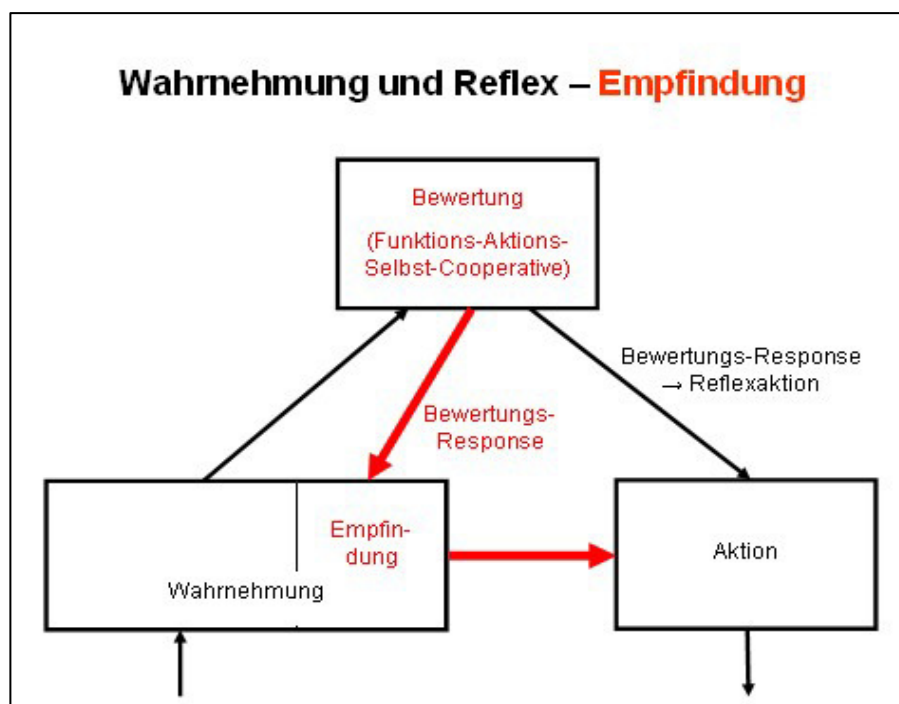 Wahrnehmung und Reflex – Empfindung
Bewertung
(Funktions-Aktions-
Selbst-Cooperative)
Bewertungs-Response
→ Reflexaktion
Bewertungs-
Response
Empfin-
dung
Wahrnehmung
Aktion